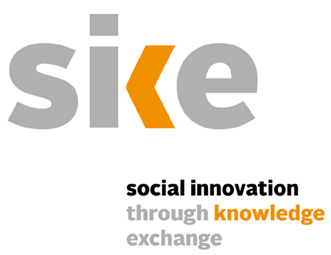 sike
social innovation
through knowledge
exchange